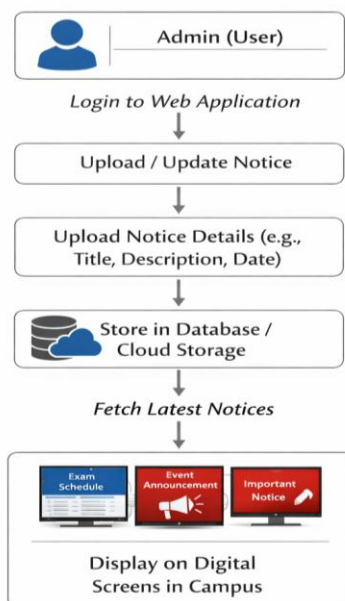 Admin (User)
Login to Web Application
Upload / Update Notice
Upload Notice Details (e.g.,
Title, Description, Date)
Store in Database /
Cloud Storage
Fetch Latest Notices
Exam
Schedule
Event
Announcement
Important
Notice
Display on Digital
Screens in Campus